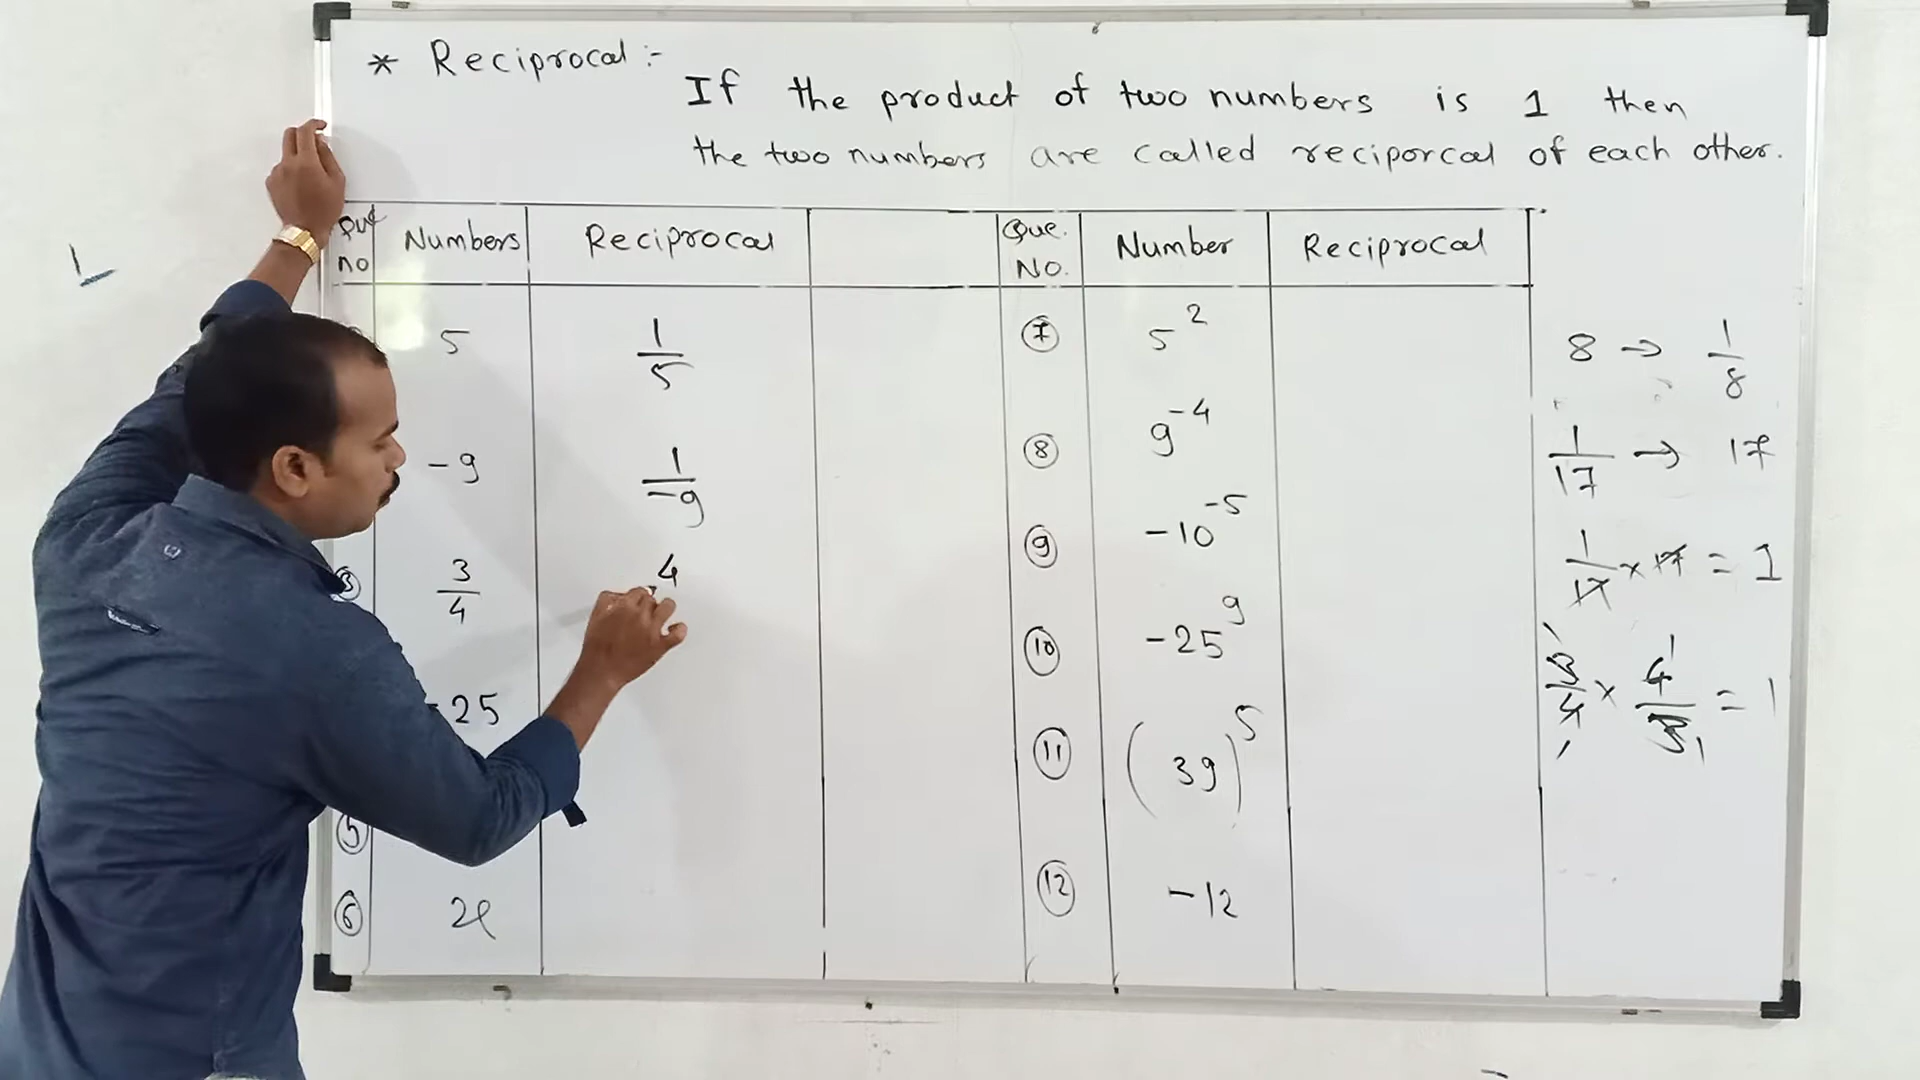 * Reciprocal :-
If the product of two numbers is 1 then
the two numbers are called reciporcal of each other.
Que no Numbers Reciprocal
5 1/5
-9 1/-9
3 3/4 4
-25
5
6
Que. No. Number Reciprocal
7 5^2
8 9^-4
9 -10^-5
10 -25^9
11 (39)^5
12 -12
8 → 1/8
1/17 → 17
1/17 × 17 = 1
3/4 × 4/3 = 1